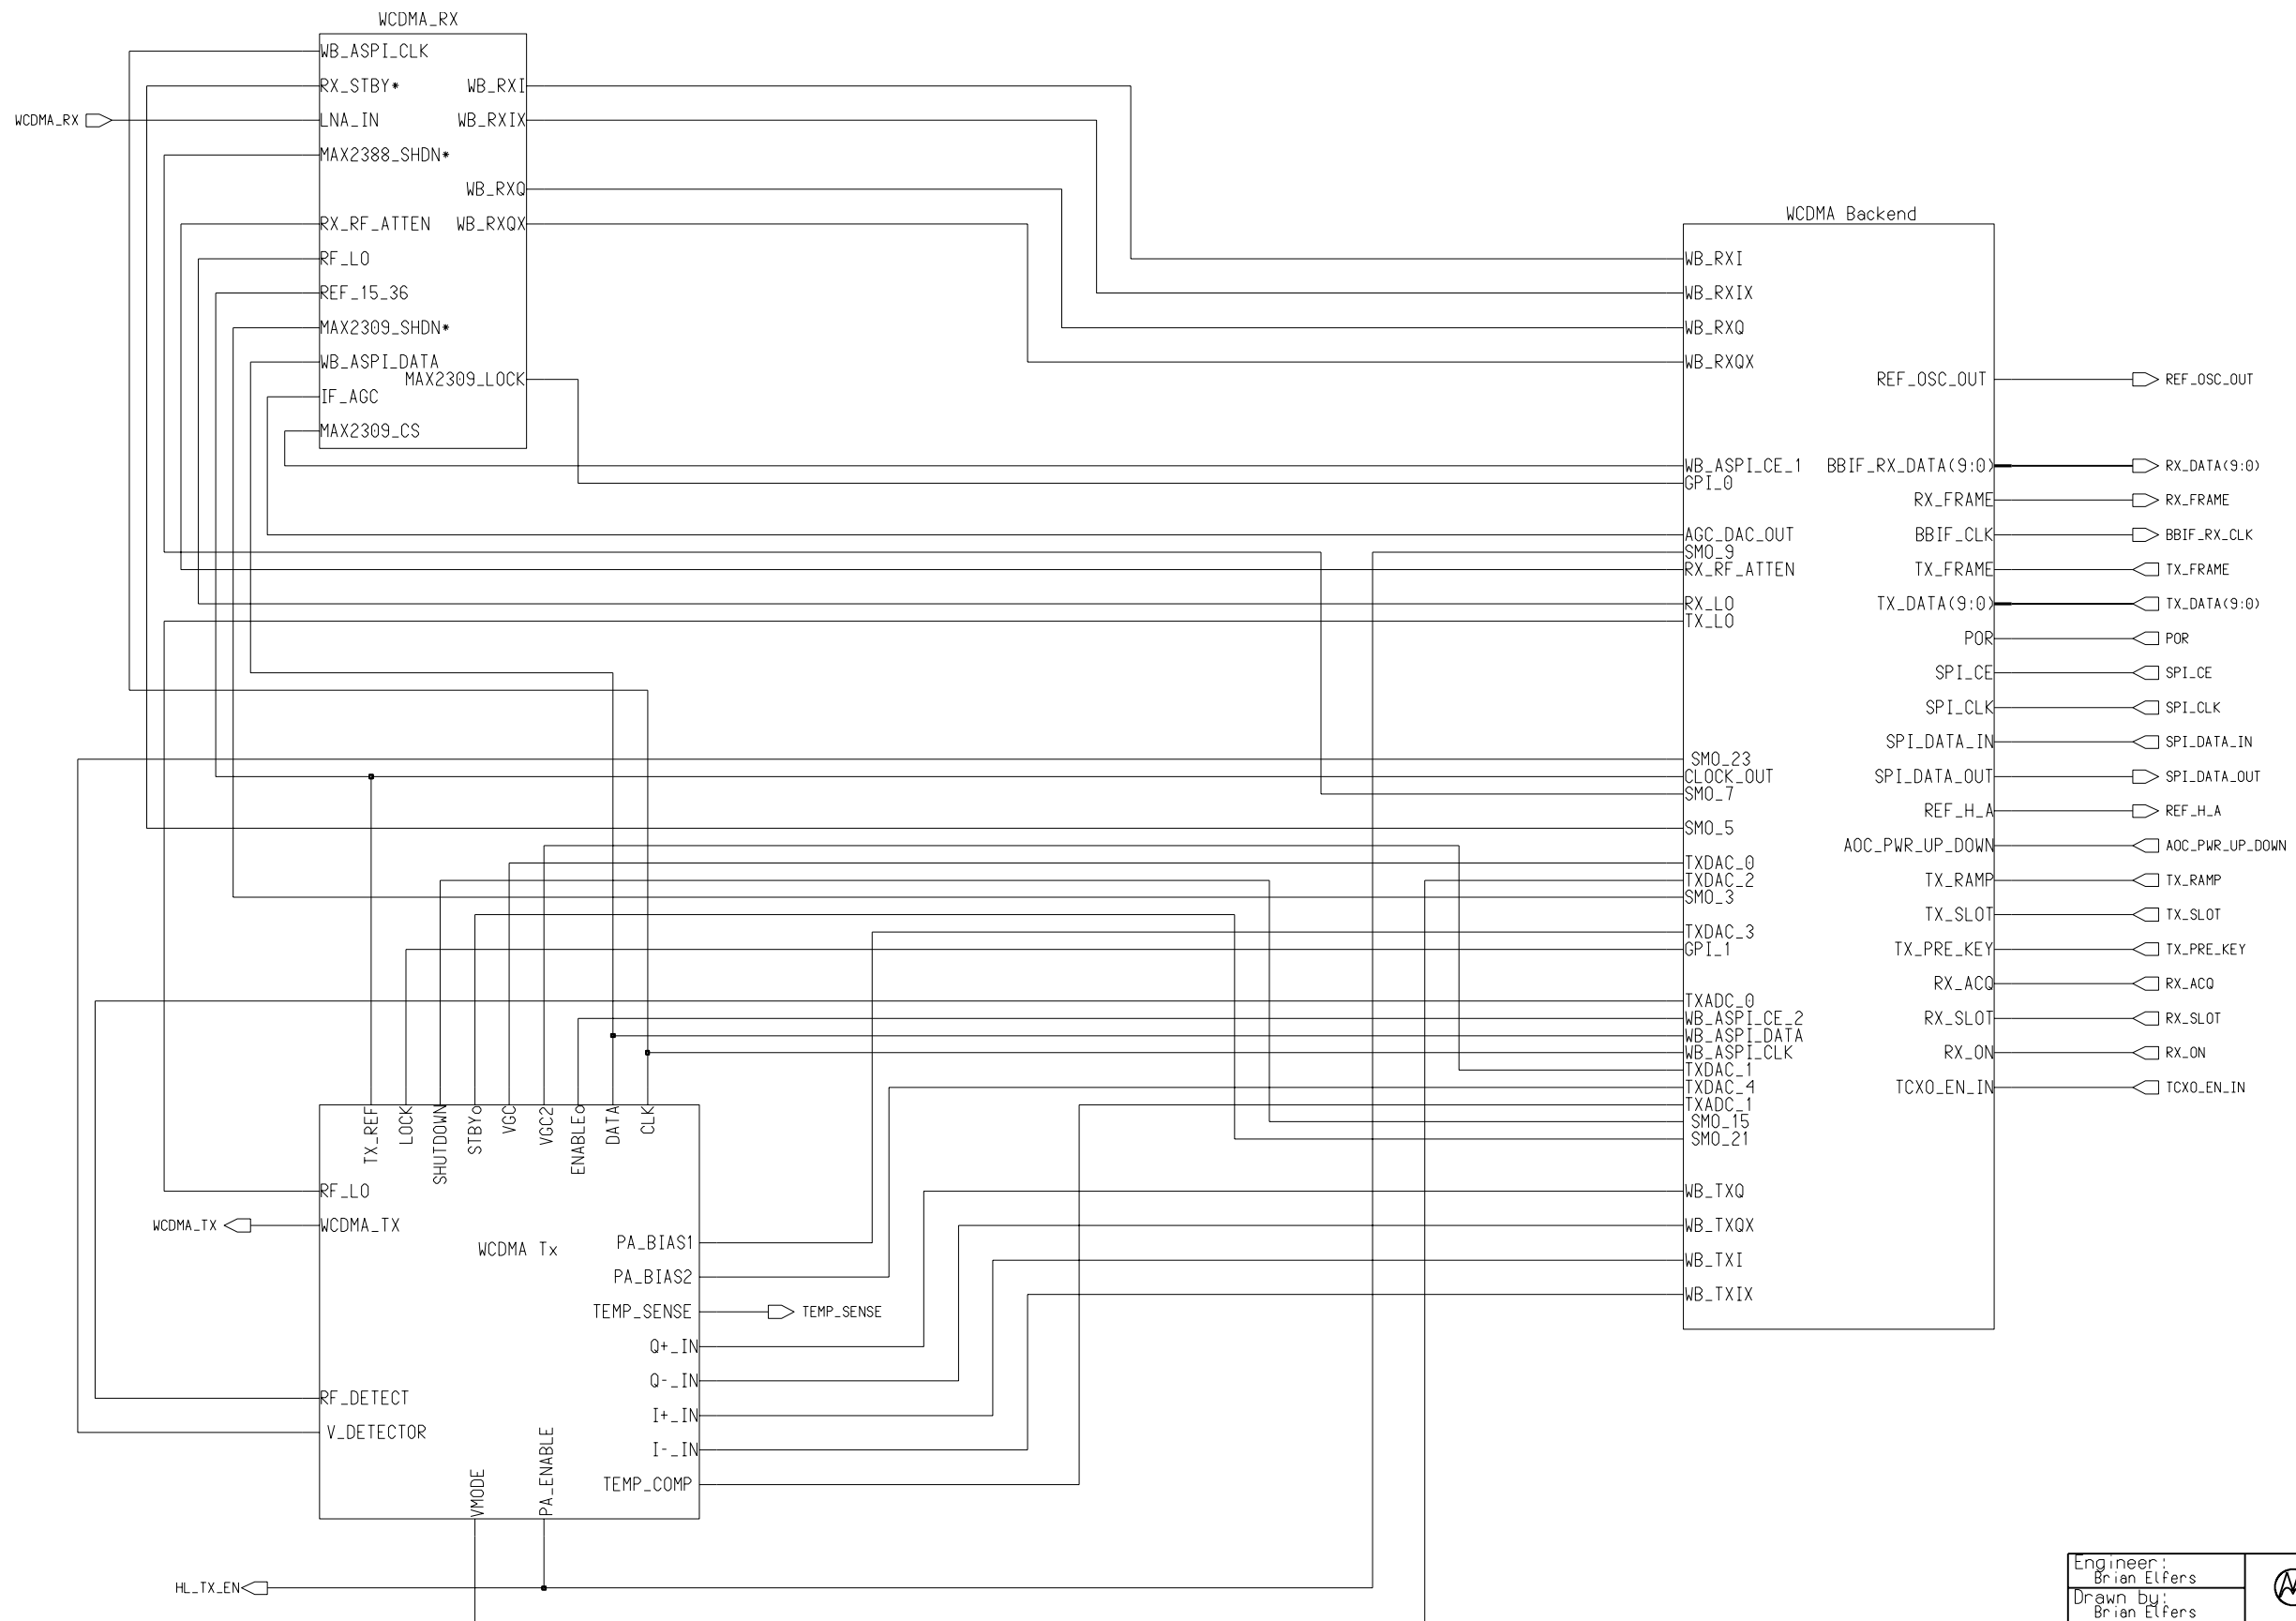 WCDMA_RX
WB_ASPI_CLK
RX_STBY*
WB_RXI
WCDMA_RX
LNA_IN
WB_RXIX
MAX2388_SHDN*
WB_RXQ
RX_RF_ATTEN
WB_RXQX
RF_LO
REF_15_36
MAX2309_SHDN*
WB_ASPI_DATA
MAX2309_LOCK
IF_AGC
MAX2309_CS
WCDMA Backend
WB_RXI
WB_RXIX
WB_RXQ
WB_RXQX
WB_ASPI_CE_1
GPI_0
AGC_DAC_OUT
SMO_9
RX_RF_ATTEN
RX_LO
TX_LO
SMO_23
CLOCK_OUT
SMO_7
SMO_5
TXDAC_0
TXDAC_2
SMO_3
TXDAC_3
GPI_1
TXADC_0
WB_ASPI_CE_2
WB_ASPI_DATA
WB_ASPI_CLK
TXDAC_1
TXDAC_4
TXADC_1
SMO_15
SMO_21
WB_TXQ
WB_TXQX
WB_TXI
WB_TXIX
REF_OSC_OUT
REF_OSC_OUT
BBIF_RX_DATA(9:0)
RX_DATA(9:0)
RX_FRAME
RX_FRAME
BBIF_CLK
BBIF_RX_CLK
TX_FRAME
TX_FRAME
TX_DATA(9:0)
TX_DATA(9:0)
POR
POR
SPI_CE
SPI_CE
SPI_CLK
SPI_CLK
SPI_DATA_IN
SPI_DATA_IN
SPI_DATA_OUT
SPI_DATA_OUT
REF_H_A
REF_H_A
AOC_PWR_UP_DOWN
AOC_PWR_UP_DOWN
TX_RAMP
TX_RAMP
TX_SLOT
TX_SLOT
TX_PRE_KEY
TX_PRE_KEY
RX_ACQ
RX_ACQ
RX_SLOT
RX_SLOT
RX_ON
RX_ON
TCXO_EN_IN
TCXO_EN_IN
TX_REF
LOCK
SHUTDOWN
STBYo
VGC
VGC2
ENABLEo
DATA
CLK
RF_LO
WCDMA_TX
WCDMA_TX
WCDMA Tx
PA_BIAS1
PA_BIAS2
TEMP_SENSE
TEMP_SENSE
Q+_IN
Q-_IN
RF_DETECT
I+_IN
V_DETECTOR
I-_IN
TEMP_COMP
VMODE
PA_ENABLE
HL_TX_EN
Engineer:
Brian Elfers
Drawn by:
Brian Elfers